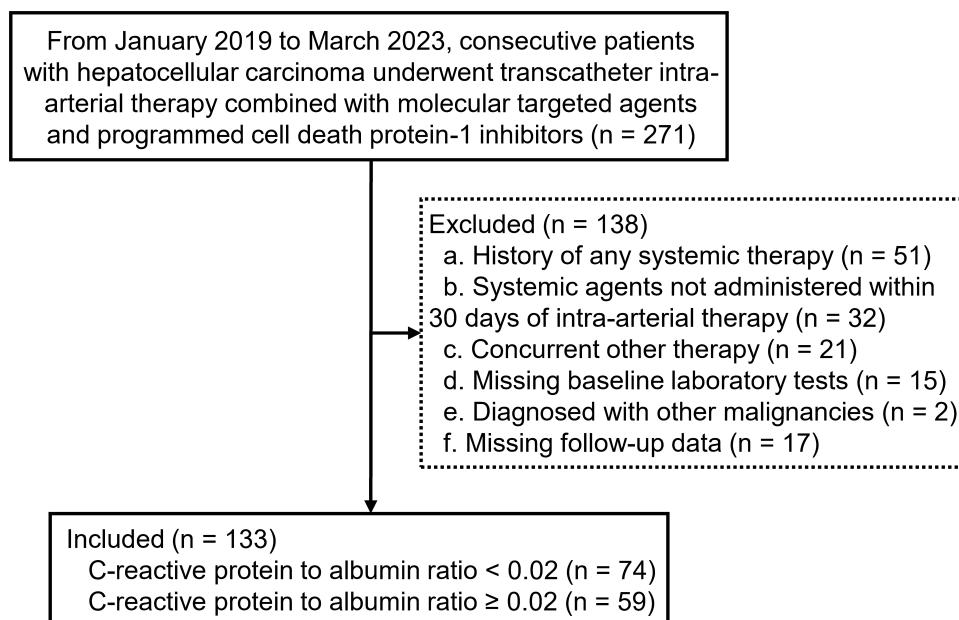 From January 2019 to March 2023, consecutive patients
with hepatocellular carcinoma underwent transcatheter intra-
arterial therapy combined with molecular targeted agents
and programmed cell death protein-1 inhibitors (n = 271)
Excluded (n = 138)
a. History of any systemic therapy (n = 51)
b. Systemic agents not administered within
30 days of intra-arterial therapy (n = 32)
c. Concurrent other therapy (n = 21)
d. Missing baseline laboratory tests (n = 15)
e. Diagnosed with other malignancies (n = 2)
f. Missing follow-up data (n = 17)
Included (n = 133)
C-reactive protein to albumin ratio < 0.02 (n = 74)
C-reactive protein to albumin ratio ≥ 0.02 (n = 59)